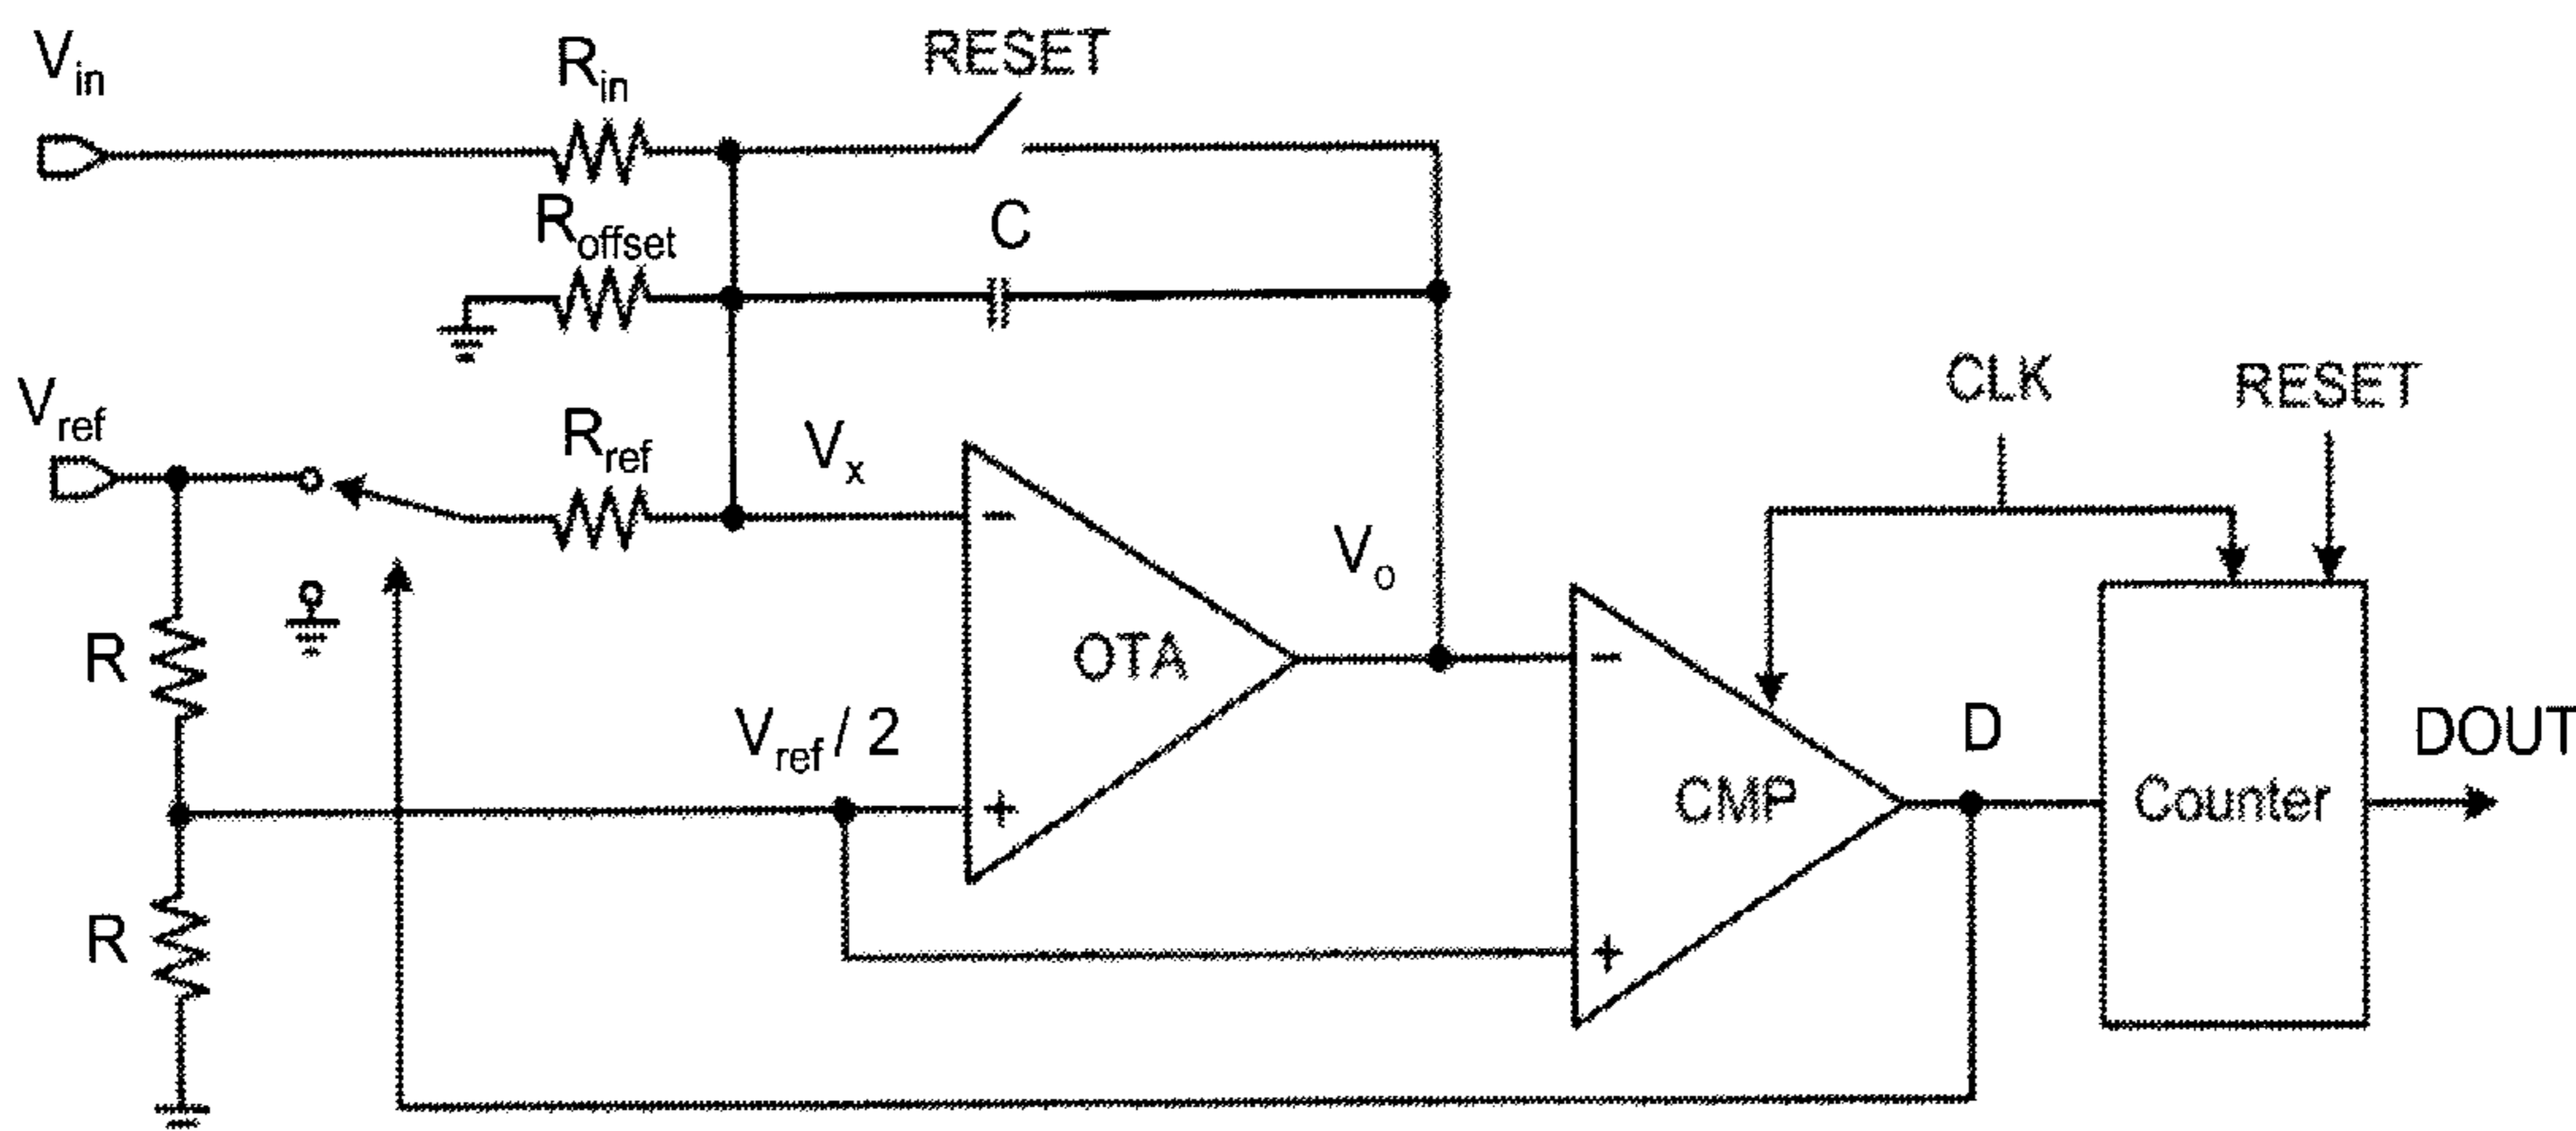 V_in
R_in
RESET
R_offset
C
V_ref
R_ref
V_x
CLK
RESET
V_o
R
OTA
V_ref / 2
D
DOUT
CMP
Counter
R